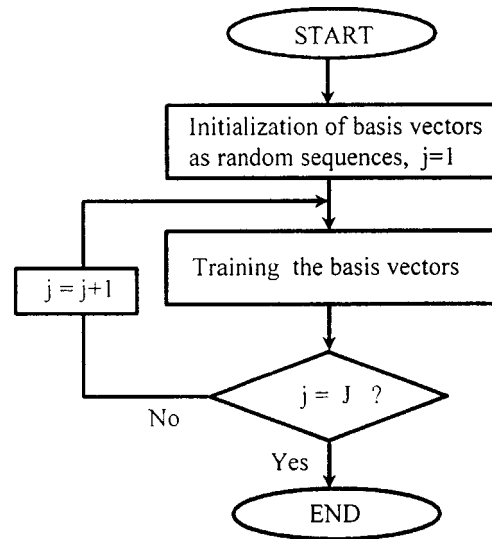 START
Initialization of basis vectors
as random sequences, j=1
Training the basis vectors
j = j+1
j = J ?
No
Yes
END